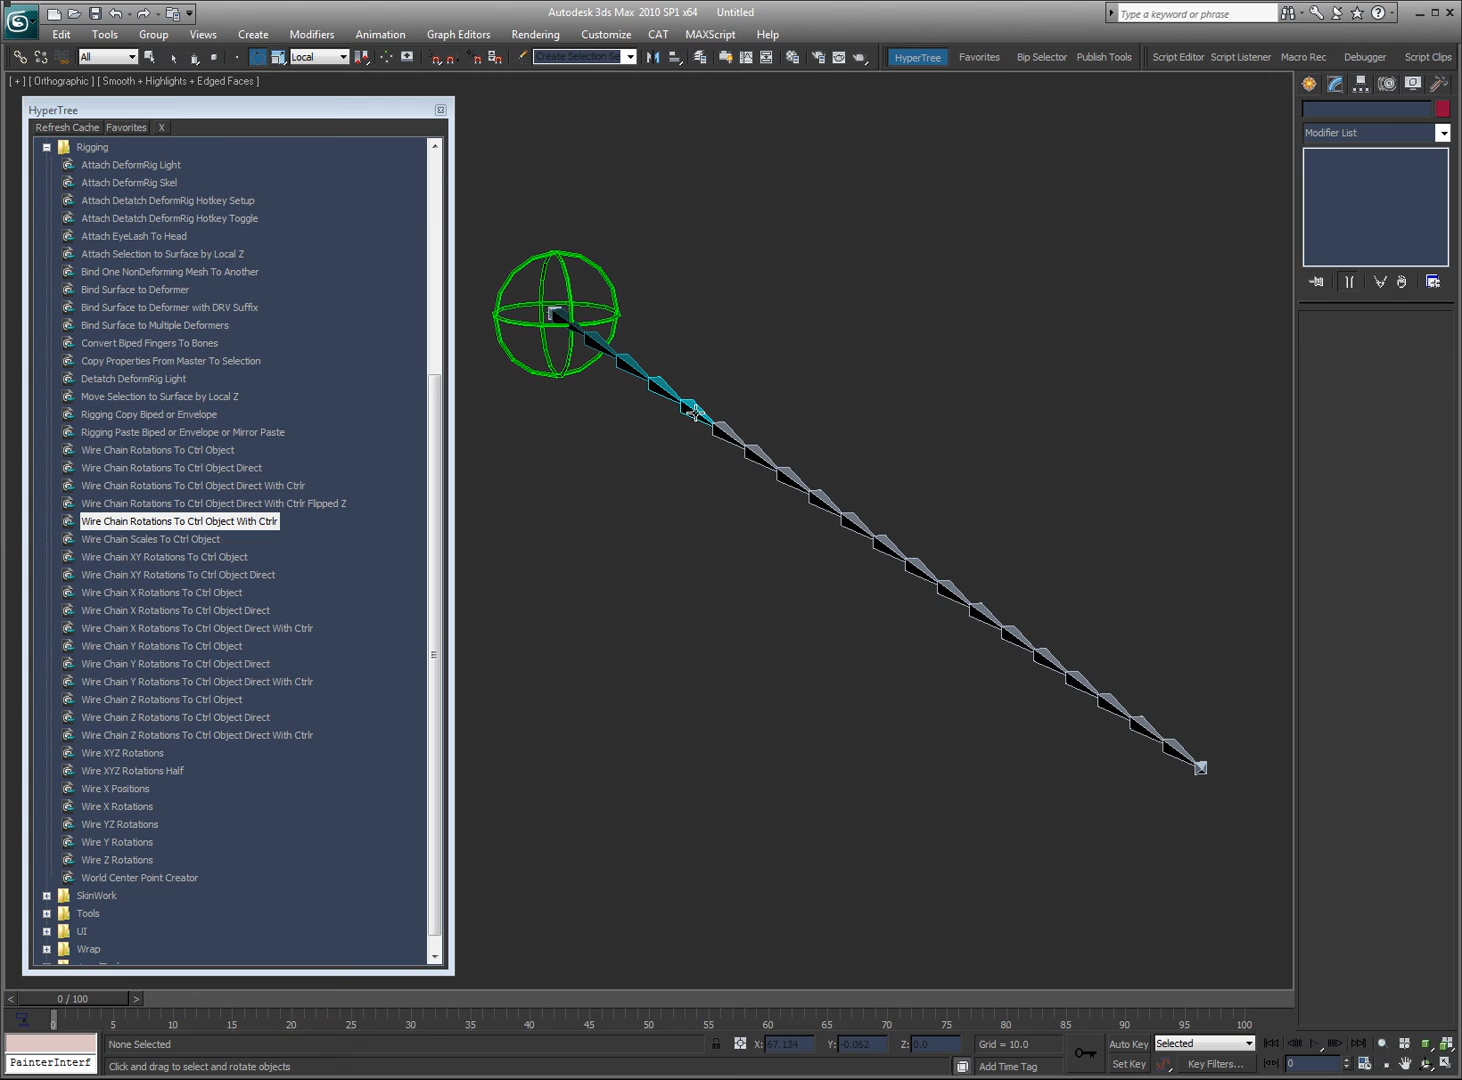 Autodesk 3ds Max 2010 SP1 x64 Untitled
Type a keyword or phrase
Edit Tools Group Views Create Modifiers Animation Graph Editors Rendering Customize CAT MAXScript Help
All Local HyperTree Favorites Bip Selector Publish Tools Script Editor Script Listener Macro Rec Debugger Script Clips
[ + ] [ Orthographic ] [ Smooth + Highlights + Edged Faces ]
HyperTree
Refresh Cache Favorites X
Modifier List
Rigging
Attach DeformRig Light
Attach DeformRig Skel
Attach Detatch DeformRig Hotkey Setup
Attach Detatch DeformRig Hotkey Toggle
Attach EyeLash To Head
Attach Selection to Surface by Local Z
Bind One NonDeforming Mesh To Another
Bind Surface to Deformer
Bind Surface to Deformer with DRV Suffix
Bind Surface to Multiple Deformers
Convert Biped Fingers To Bones
Copy Properties From Master To Selection
Detatch DeformRig Light
Move Selection to Surface by Local Z
Rigging Copy Biped or Envelope
Rigging Paste Biped or Envelope or Mirror Paste
Wire Chain Rotations To Ctrl Object
Wire Chain Rotations To Ctrl Object Direct
Wire Chain Rotations To Ctrl Object Direct With Ctrlr
Wire Chain Rotations To Ctrl Object Direct With Ctrlr Flipped Z
Wire Chain Rotations To Ctrl Object With Ctrlr
Wire Chain Scales To Ctrl Object
Wire Chain XY Rotations To Ctrl Object
Wire Chain XY Rotations To Ctrl Object Direct
Wire Chain X Rotations To Ctrl Object
Wire Chain X Rotations To Ctrl Object Direct
Wire Chain X Rotations To Ctrl Object Direct With Ctrlr
Wire Chain Y Rotations To Ctrl Object
Wire Chain Y Rotations To Ctrl Object Direct
Wire Chain Y Rotations To Ctrl Object Direct With Ctrlr
Wire Chain Z Rotations To Ctrl Object
Wire Chain Z Rotations To Ctrl Object Direct
Wire Chain Z Rotations To Ctrl Object Direct With Ctrlr
Wire XYZ Rotations
Wire XYZ Rotations Half
Wire X Positions
Wire X Rotations
Wire YZ Rotations
Wire Y Rotations
Wire Z Rotations
World Center Point Creator
SkinWork
Tools
UI
Wrap
< 0 / 100 >
0 5 10 15 20 25 30 35 40 45 50 55 60 65 70 75 80 85 90 95 100
None Selected X: 67.134 Y: -0.062 Z: 0.0 Grid = 10.0 Auto Key Selected
PainterInterf Click and drag to select and rotate objects Add Time Tag Set Key Key Filters... 0